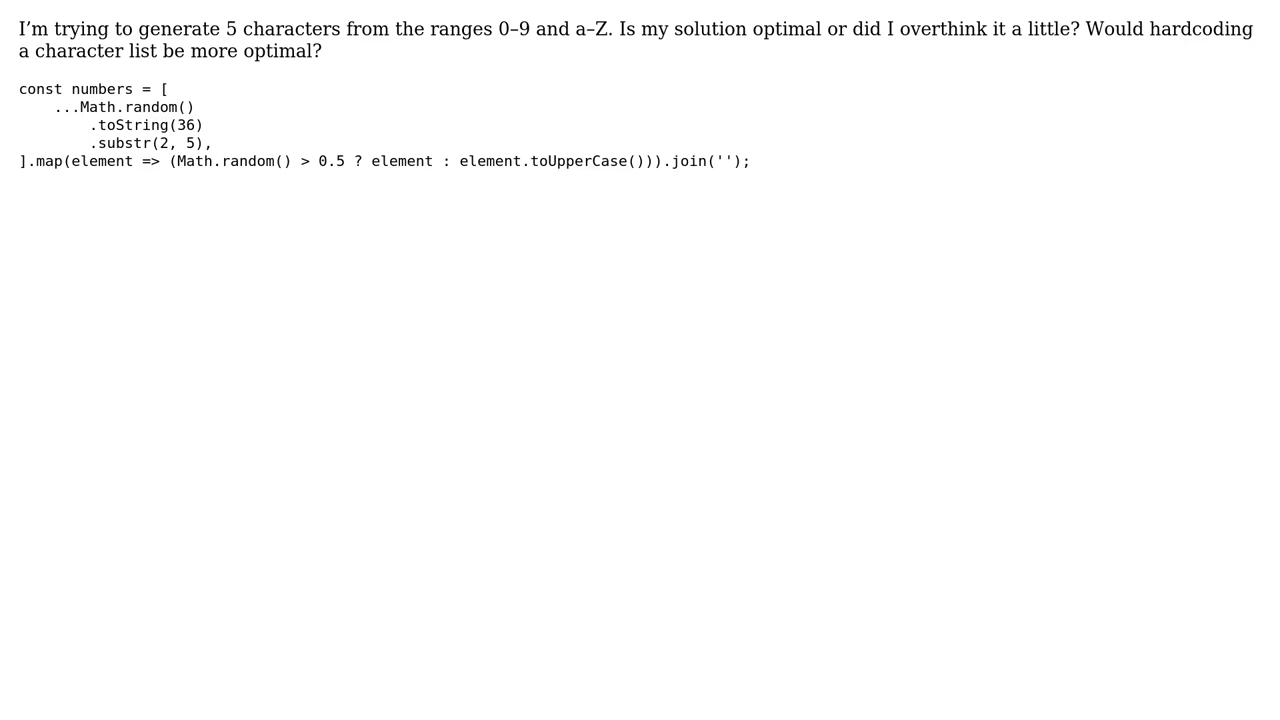 I’m trying to generate 5 characters from the ranges 0–9 and a–Z. Is my solution optimal or did I overthink it a little? Would hardcoding
a character list be more optimal?
const numbers = [
    ...Math.random()
        .toString(36)
        .substr(2, 5),
].map(element => (Math.random() > 0.5 ? element : element.toUpperCase())).join('');